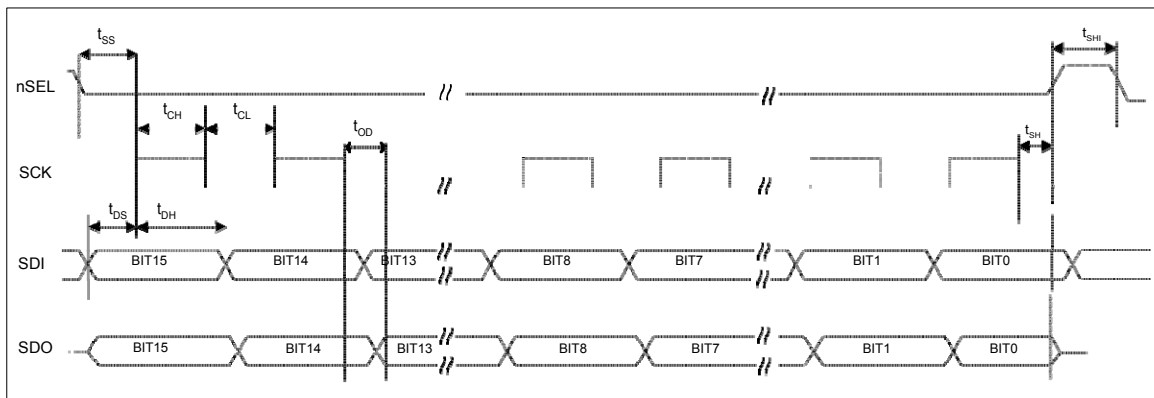 tSS
tSHI
nSEL
tCH
tCL
tOD
tSH
SCK
tDS
tDH
SDI
BIT15
BIT14
BIT13
BIT8
BIT7
BIT1
BIT0
SDO
BIT15
BIT14
BIT13
BIT8
BIT7
BIT1
BIT0